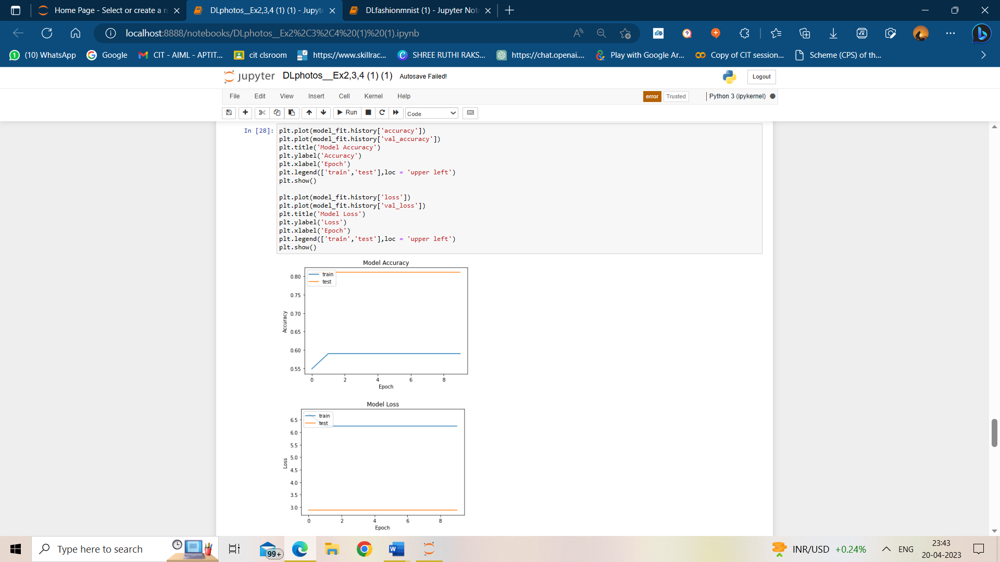 Home Page - Select or create a n
DLphotos__Ex2,3,4 (1) (1) - Jupyte
DLfashionmnist (1) - Jupyter Not
localhost:8888/notebooks/DLphotos__Ex2%2C3%2C4%20(1)%20(1).ipynb
(10) WhatsApp
Google
CIT - AIML - APTIT...
cit clsroom
https://www.skillrac...
SHREE RUTHI RAKS...
https://chat.openai....
Play with Google Ar...
Copy of CIT session...
Scheme (CPS) of th...
jupyter DLphotos__Ex2,3,4 (1) (1) Autosave Failed!
Logout
File Edit View Insert Cell Kernel Help
error Trusted Python 3 (ipykernel)
Run Code
In [28]:
plt.plot(model_fit.history['accuracy'])
plt.plot(model_fit.history['val_accuracy'])
plt.title('Model Accuracy')
plt.ylabel('Accuracy')
plt.xlabel('Epoch')
plt.legend(['train','test'],loc = 'upper left')
plt.show()
plt.plot(model_fit.history['loss'])
plt.plot(model_fit.history['val_loss'])
plt.title('Model Loss')
plt.ylabel('Loss')
plt.xlabel('Epoch')
plt.legend(['train','test'],loc = 'upper left')
plt.show()
Model Accuracy
train
test
0.80
0.75
0.70
0.65
0.60
0.55
Accuracy
0 2 4 6 8
Epoch
Model Loss
train
test
6.5
6.0
5.5
5.0
4.5
4.0
3.5
3.0
Loss
0 2 4 6 8
Epoch
Type here to search
99+
INR/USD +0.24%
ENG
23:43
20-04-2023